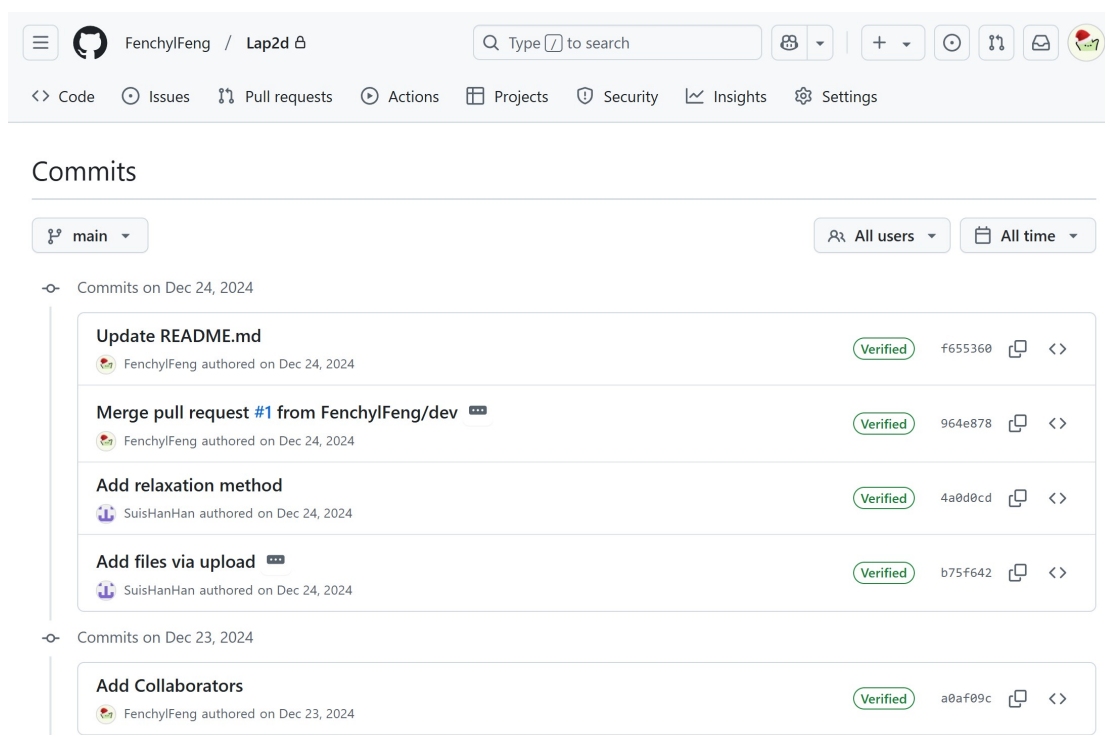 FenchylFeng / Lap2d
Type / to search
Code Issues Pull requests Actions Projects Security Insights Settings
Commits
main
All users
All time
Commits on Dec 24, 2024
Update README.md
FenchylFeng authored on Dec 24, 2024
Verified
f655360
Merge pull request #1 from FenchylFeng/dev
FenchylFeng authored on Dec 24, 2024
Verified
964e878
Add relaxation method
SuisHanHan authored on Dec 24, 2024
Verified
4a0d0cd
Add files via upload
SuisHanHan authored on Dec 24, 2024
Verified
b75f642
Commits on Dec 23, 2024
Add Collaborators
FenchylFeng authored on Dec 23, 2024
Verified
a0af09c